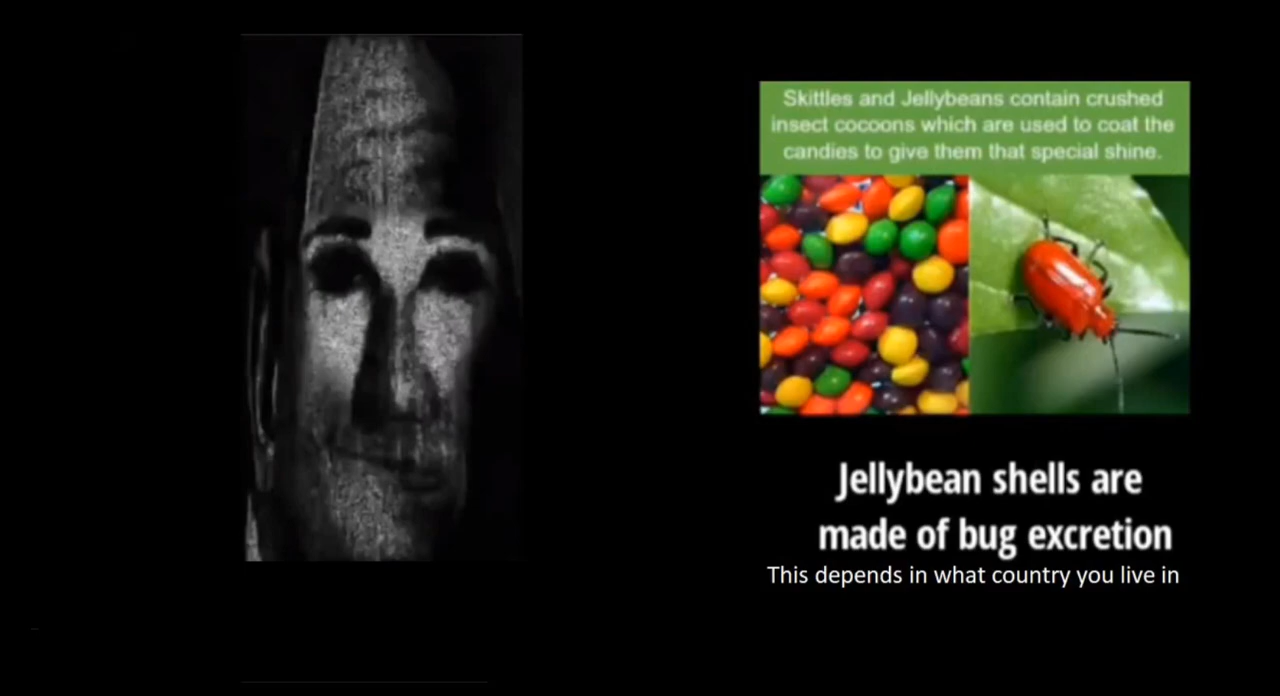 Skittles and Jellybeans contain crushed
insect cocoons which are used to coat the
candies to give them that special shine.
Jellybean shells are
made of bug excretion
This depends in what country you live in